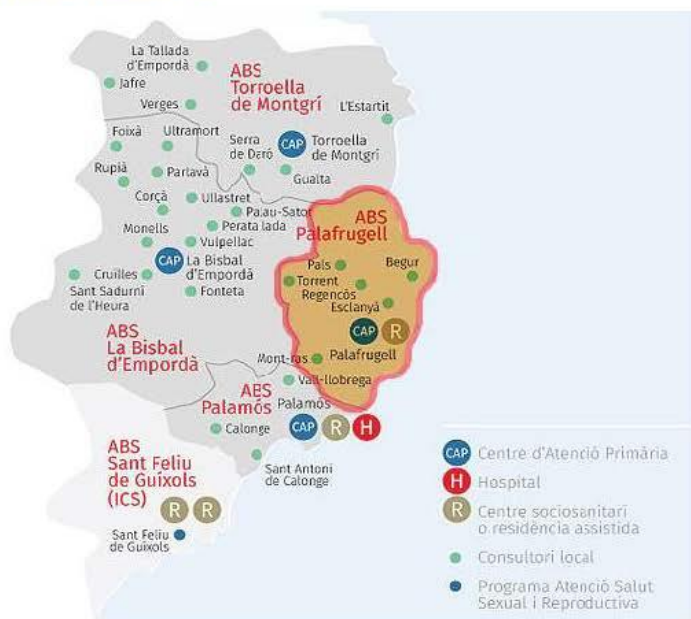 La Tallada
d'Empordà
ABS
Torroella
de Montgrí
Jafre
Verges
L'Estartit
Foixà
Ultramort
Serra
de Daró
CAP
Torroella
de Montgrí
Rupià
Parlavà
Gualta
Corçà
Ullastret
Palau-Sator
ABS
Palafrugell
Monells
Peratallada
Vulpellac
Pals
Begur
CAP
La Bisbal
d'Empordà
Cruïlles
Torrent
Regencós
Sant Sadurní
de l'Heura
Fonteta
Esclanyà
CAP
R
ABS
La Bisbal
d'Empordà
Mont-ras
Palafrugell
ABS
Palamós
Vall-llobrega
Palamós
Calonge
CAP
R
H
ABS
Sant Feliu
de Guíxols
(ICS)
Sant Antoni
de Calonge
R
R
Sant Feliu
de Guíxols
CAP
Centre d'Atenció Primària
H
Hospital
R
Centre sociosanitari
o residència assistida
Consultori local
Programa Atenció Salut
Sexual i Reproductiva